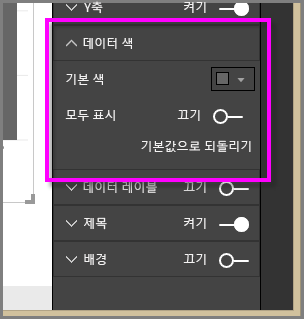 Y축 켜기
데이터 색
기본 색
모두 표시 끄기
기본값으로 되돌리기
데이터 레이블 끄기
제목 켜기
배경 끄기